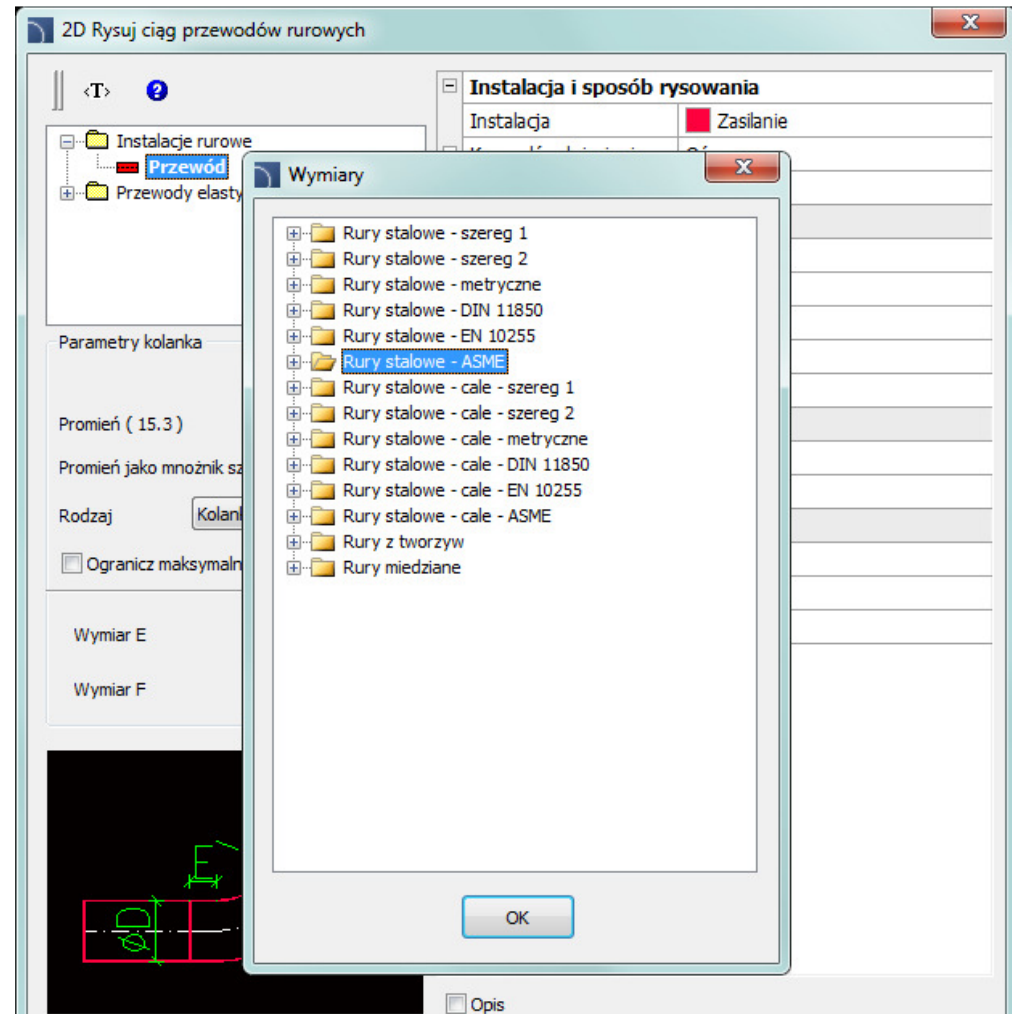 2D Rysuj ciąg przewodów rurowych
<T>
Instalacje rurowe
Przewód
Przewody elasty
Parametry kolanka
Promień ( 15.3 )
Promień jako mnożnik sz
Rodzaj
Kolank
Ogranicz maksymaln
Wymiar E
Wymiar F
E
ØD
Instalacja i sposób rysowania
Instalacja Zasilanie
Wymiary
Rury stalowe - szereg 1
Rury stalowe - szereg 2
Rury stalowe - metryczne
Rury stalowe - DIN 11850
Rury stalowe - EN 10255
Rury stalowe - ASME
Rury stalowe - cale - szereg 1
Rury stalowe - cale - szereg 2
Rury stalowe - cale - metryczne
Rury stalowe - cale - DIN 11850
Rury stalowe - cale - EN 10255
Rury stalowe - cale - ASME
Rury z tworzyw
Rury miedziane
OK
Opis